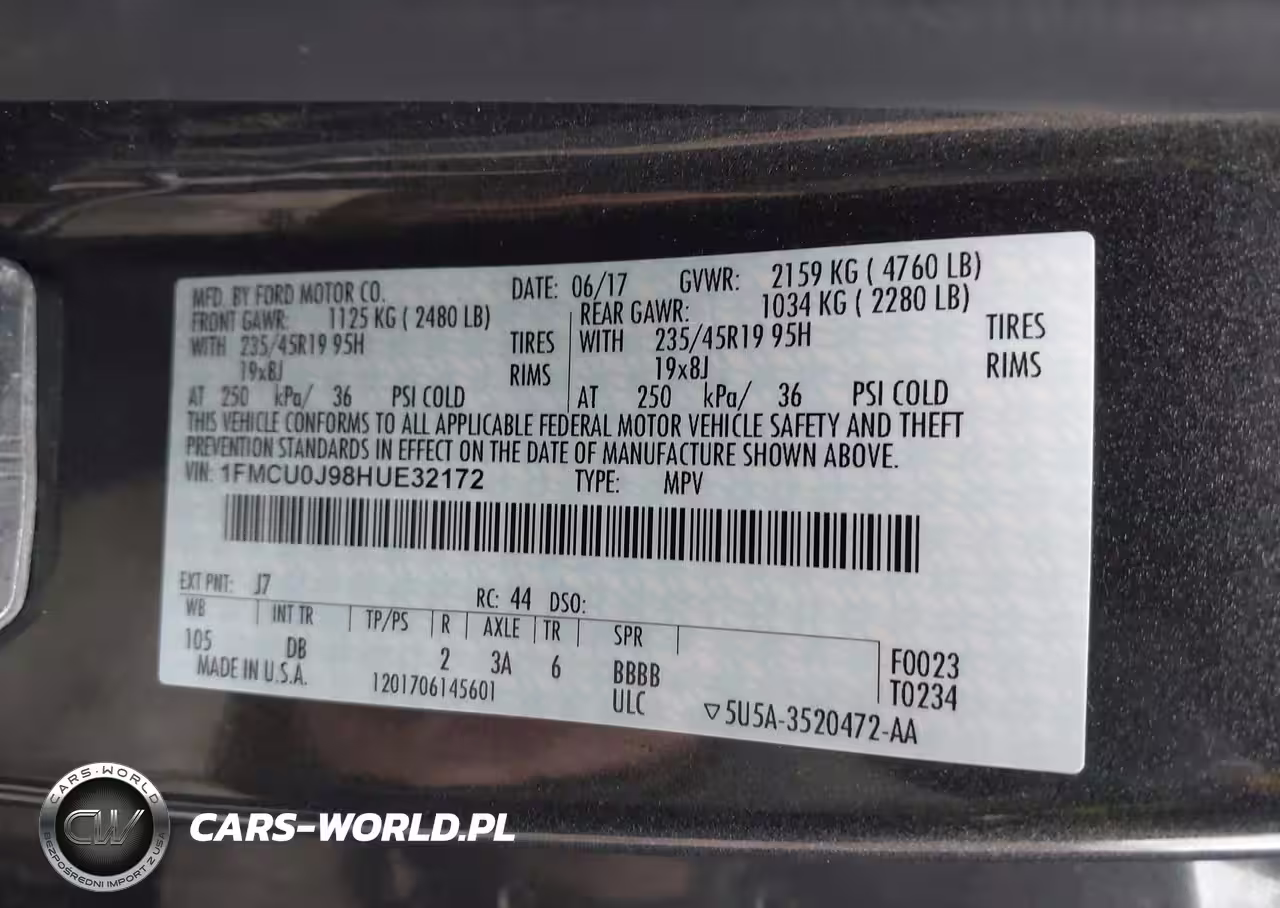 MFD. BY FORD MOTOR CO. DATE: 06/17 GVWR: 2159 KG ( 4760 LB)
FRONT GAWR: 1125 KG ( 2480 LB) REAR GAWR: 1034 KG ( 2280 LB)
WITH 235/45R19 95H TIRES WITH 235/45R19 95H TIRES
19x8J RIMS 19x8J RIMS
AT 250 kPa/ 36 PSI COLD AT 250 kPa/ 36 PSI COLD
THIS VEHICLE CONFORMS TO ALL APPLICABLE FEDERAL MOTOR VEHICLE SAFETY AND THEFT
PREVENTION STANDARDS IN EFFECT ON THE DATE OF MANUFACTURE SHOWN ABOVE.
VIN: 1FMCU0J98HUE32172 TYPE: MPV
EXT PNT: J7 RC: 44 DSO:
WB INT TR TP/PS R AXLE TR SPR
105 DB 2 3A 6 BBBB F0023
MADE IN U.S.A. 1201706145601 ULC T0234
▽5U5A-3520472-AA
CARS-WORLD
CW
BEZPOŚREDNI IMPORT Z USA
CARS-WORLD.PL